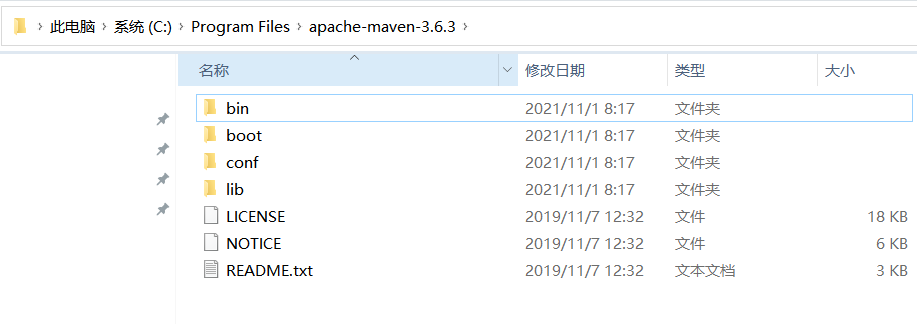 此电脑 › 系统 (C:) › Program Files › apache-maven-3.6.3 ›
名称 修改日期 类型 大小
bin 2021/11/1 8:17 文件夹
boot 2021/11/1 8:17 文件夹
conf 2021/11/1 8:17 文件夹
lib 2021/11/1 8:17 文件夹
LICENSE 2019/11/7 12:32 文件 18 KB
NOTICE 2019/11/7 12:32 文件 6 KB
README.txt 2019/11/7 12:32 文本文档 3 KB